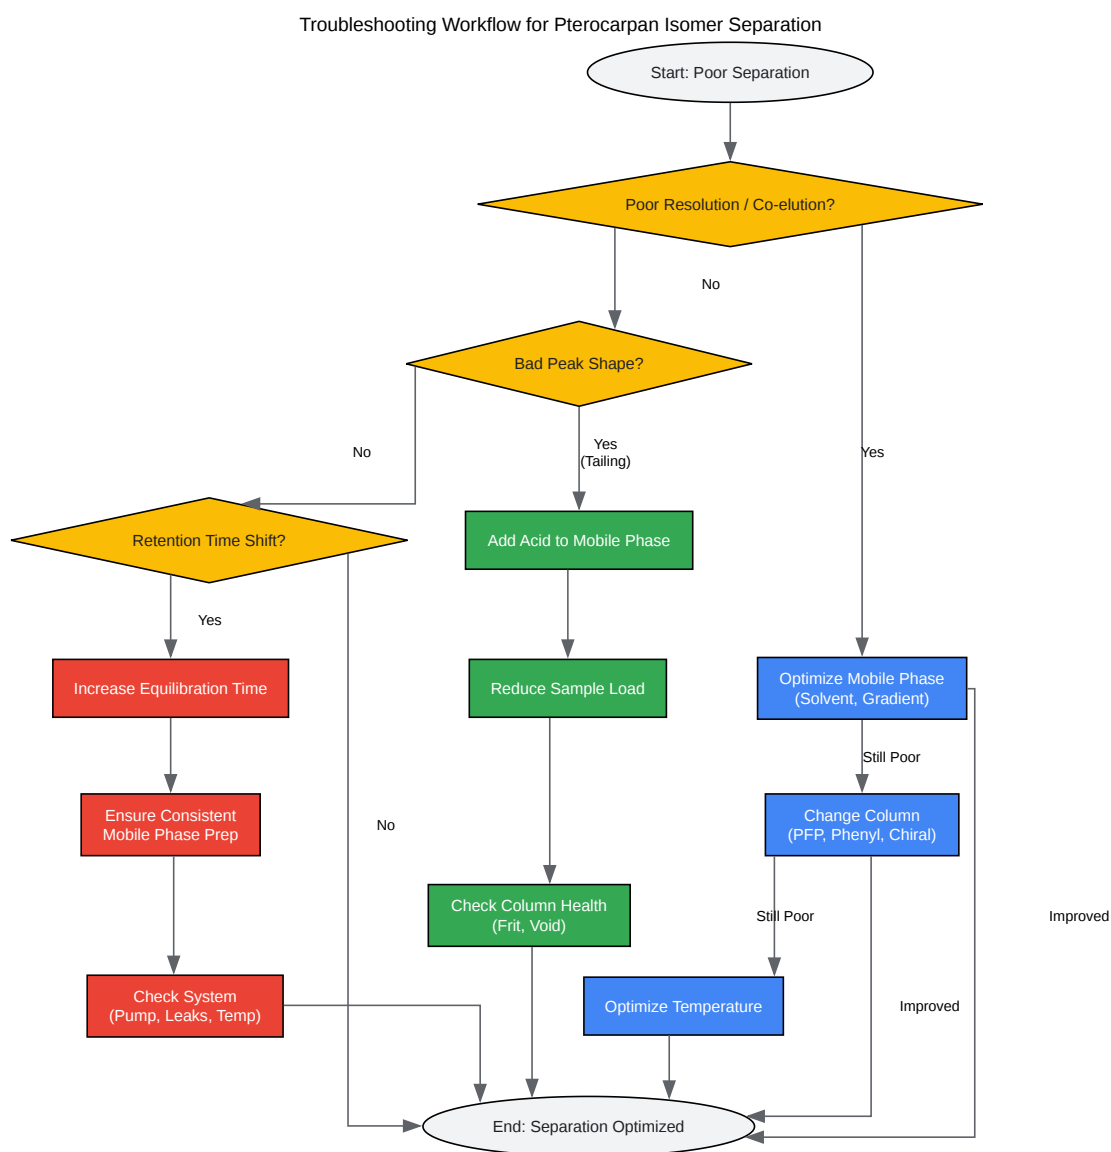 Troubleshooting Workflow for Pterocarpan Isomer Separation
Start: Poor Separation
Poor Resolution / Co-elution?
No
Bad Peak Shape?
No
Yes
(Tailing)
Yes
Retention Time Shift?
Add Acid to Mobile Phase
Yes
Increase Equilibration Time
Reduce Sample Load
Optimize Mobile Phase
(Solvent, Gradient)
Still Poor
Ensure Consistent
Mobile Phase Prep
No
Change Column
(PFP, Phenyl, Chiral)
Check Column Health
(Frit, Void)
Still Poor
Improved
Check System
(Pump, Leaks, Temp)
Optimize Temperature
Improved
End: Separation Optimized